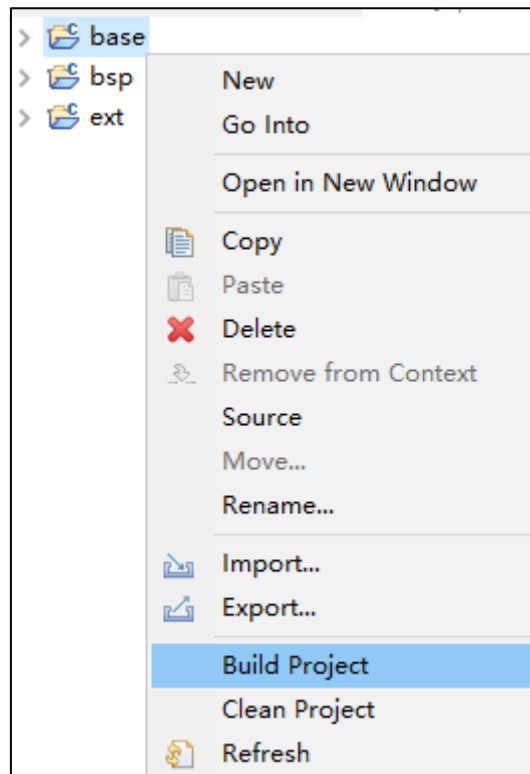 base
bsp
ext
New
Go Into
Open in New Window
Copy
Paste
Delete
Remove from Context
Source
Move...
Rename...
Import...
Export...
Build Project
Clean Project
Refresh